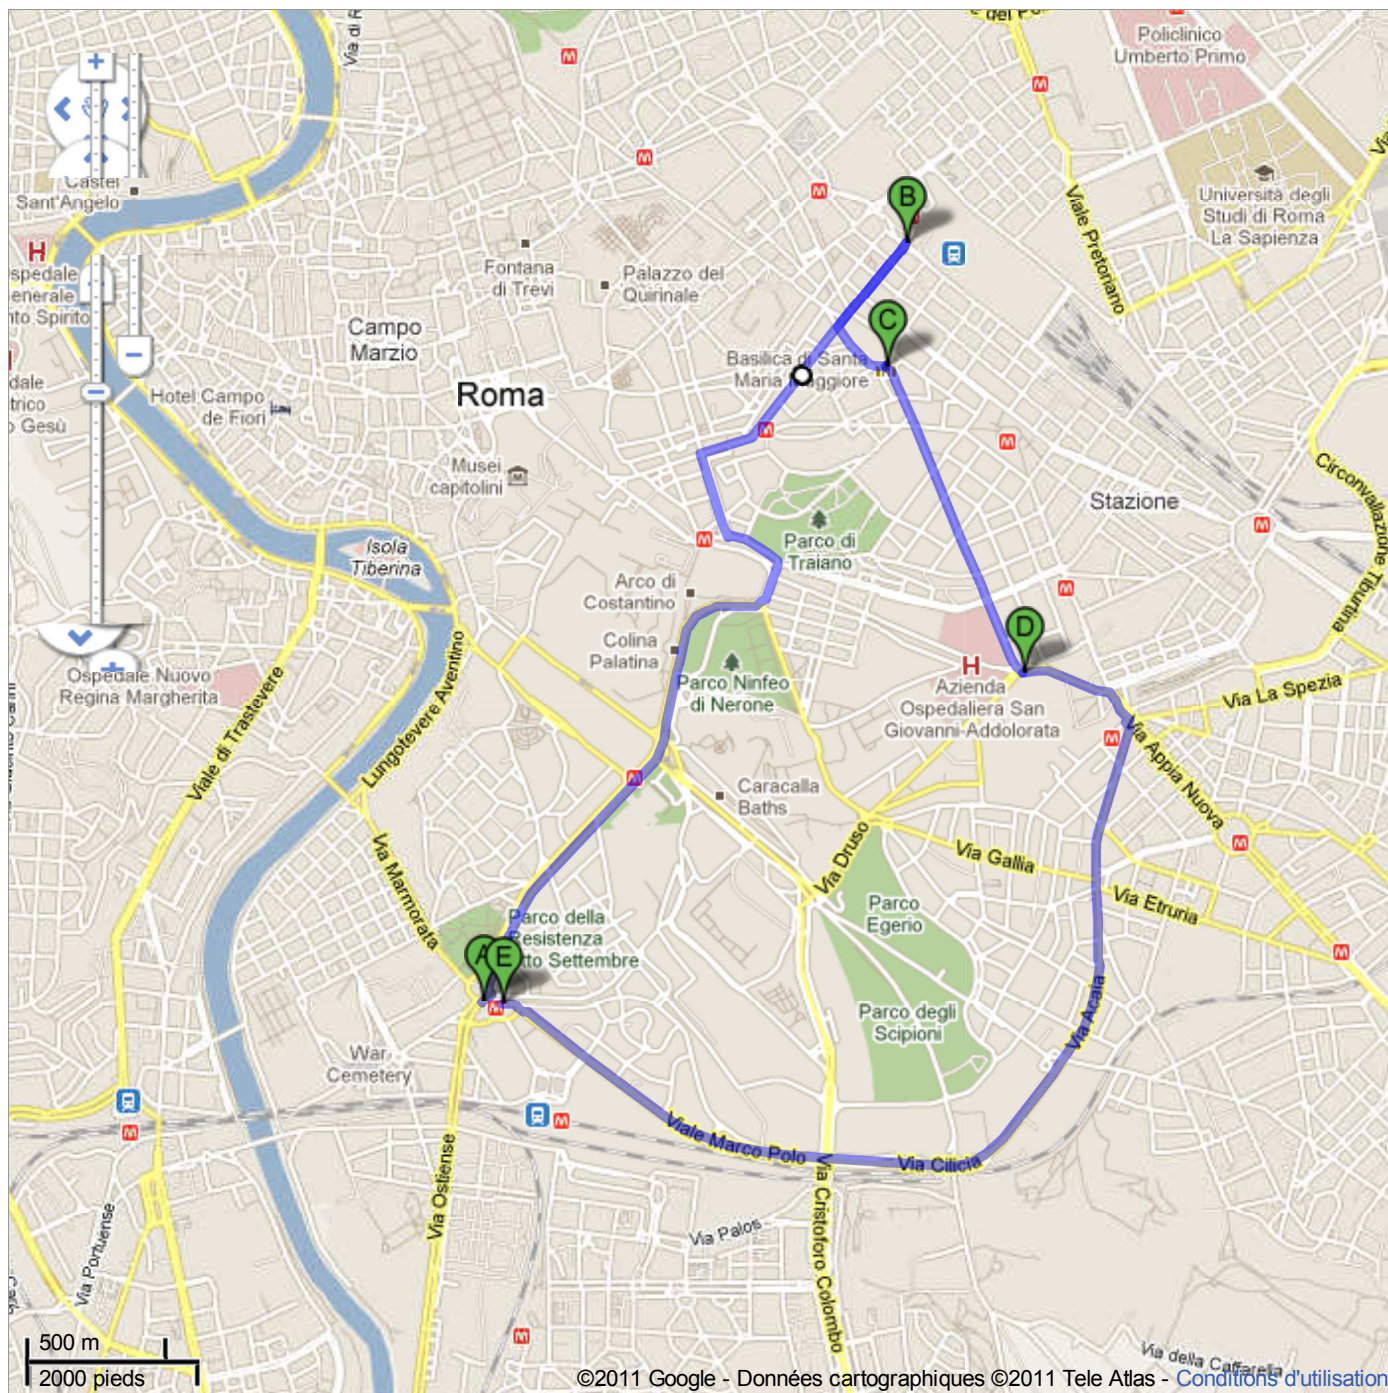 Policlinico
Umberto Primo
Castel
Sant'Angelo
Università degli
Studi di Roma
La Sapienza
Viale Pretoriano
B
H
Fontana
di Trevi
Palazzo del
Quirinale
Campo
Marzio
C
Basilica di Santa
Maria Maggiore
Roma
Hotel Campo
de Fiori
Musei
capitolini
Stazione
Circonvallazione Tiburtina
Isola
Tiberina
Parco di
Traiano
Arco di
Costantino
Colina
Palatina
D
H
Azienda
Ospedaliera San
Giovanni-Addolorata
Ospedale Nuovo
Regina Margherita
Parco Ninfeo
di Nerone
Via La Spezia
Viale di Trastevere
Lungotevere Aventino
Via Appia Nuova
Caracalla
Baths
Via Marmorata
Via Druso
Via Gallia
Via Etruria
Parco
Egerio
Parco della
Resistenza
A
E
Settembre
Parco degli
Scipioni
Via Acaia
War
Cemetery
Viale Marco Polo
Via Cilicia
Via Ostiense
Via Cristoforo Colombo
Via Palos
Via Portuense
Via della Caffarella
500 m
2000 pieds
©2011 Google - Données cartographiques ©2011 Tele Atlas - Conditions d'utilisation